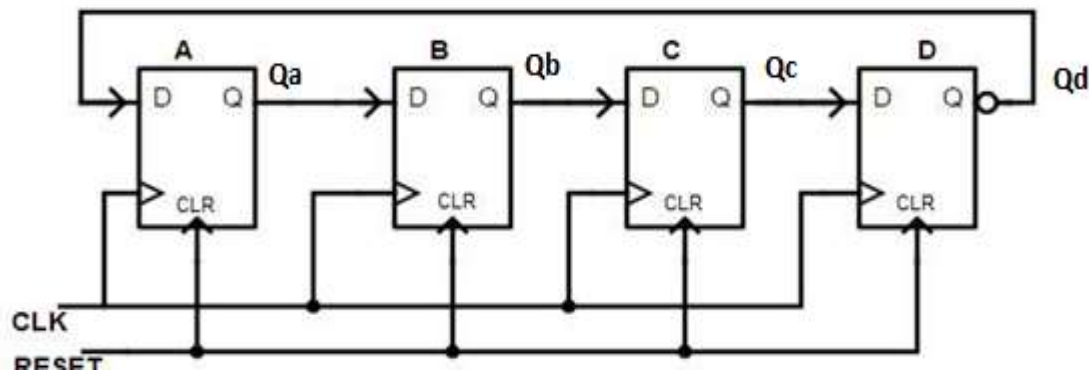 A B C D
Qa Qb Qc Qd
D Q D Q D Q D Q
CLR CLR CLR CLR
CLK
RESET